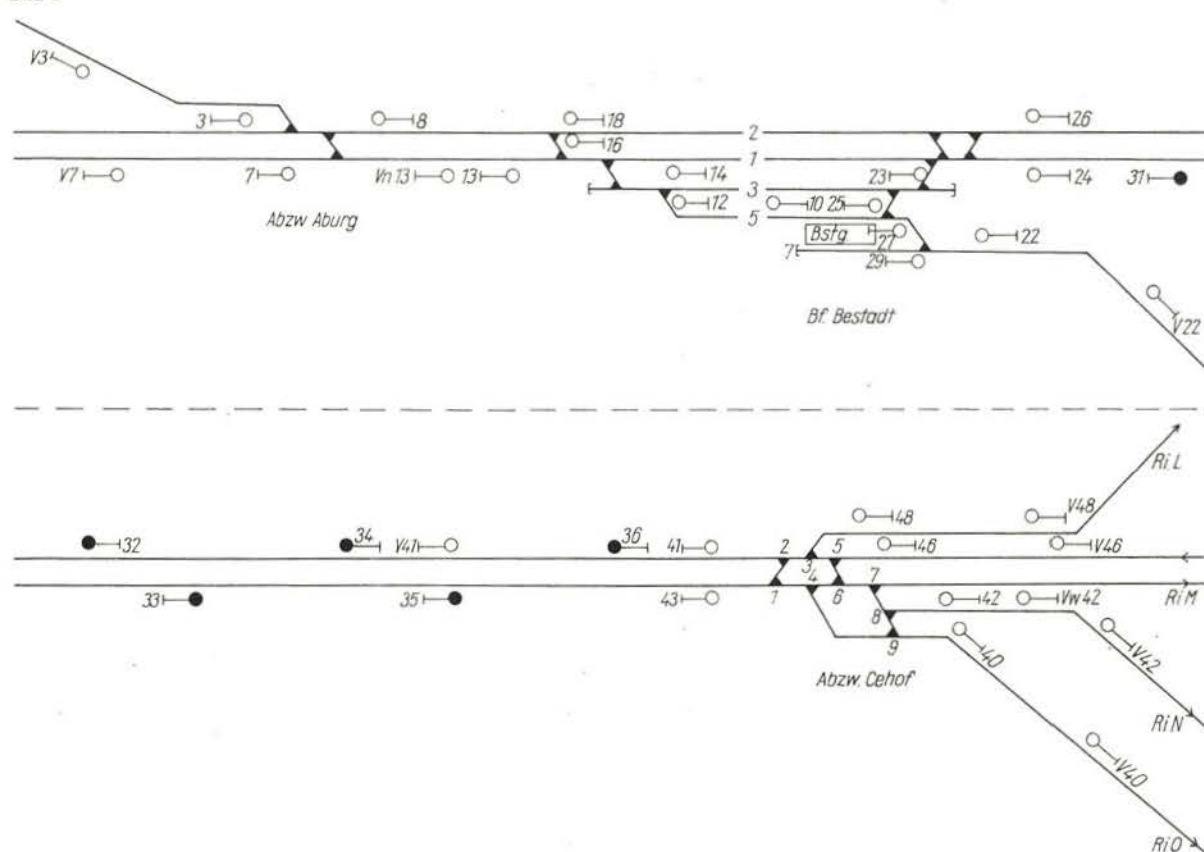 V3
3 8 18 2 26
16
1
V7 7 Vn 13 13 14 23 24 31
3
Abzw Aburg 12 10 25
5
Bstg 27 22
7
29
V22
Bf. Bestadt
Ri. L
48 V48
32 34 V41 36 41 2 3 5 46 V46
33 35 43 1 4 6 7 42 Vw 42 Ri M
8
9 40 V42
Abzw. Cehof
Ri N
V40
Ri O